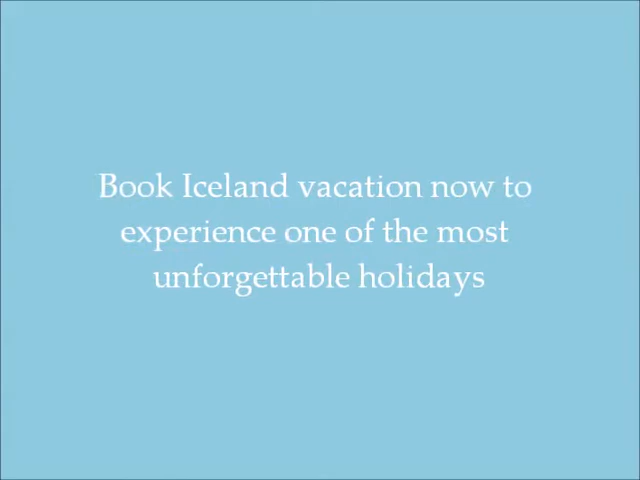 Book Iceland vacation now to
experience one of the most
unforgettable holidays